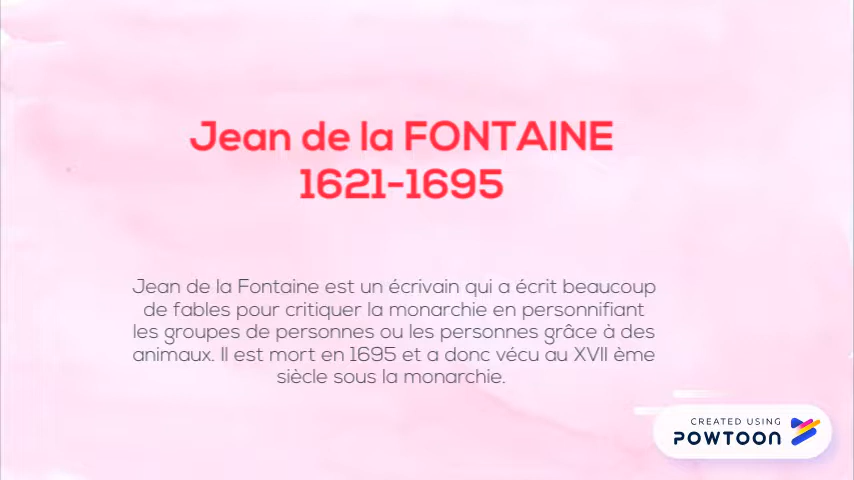 Jean de la FONTAINE
1621-1695
Jean de la Fontaine est un écrivain qui a écrit beaucoup
de fables pour critiquer la monarchie en personnifiant
les groupes de personnes ou les personnes grâce à des
animaux. Il est mort en 1695 et a donc vécu au XVII ème
siècle sous la monarchie.
CREATED USING
POWTOON